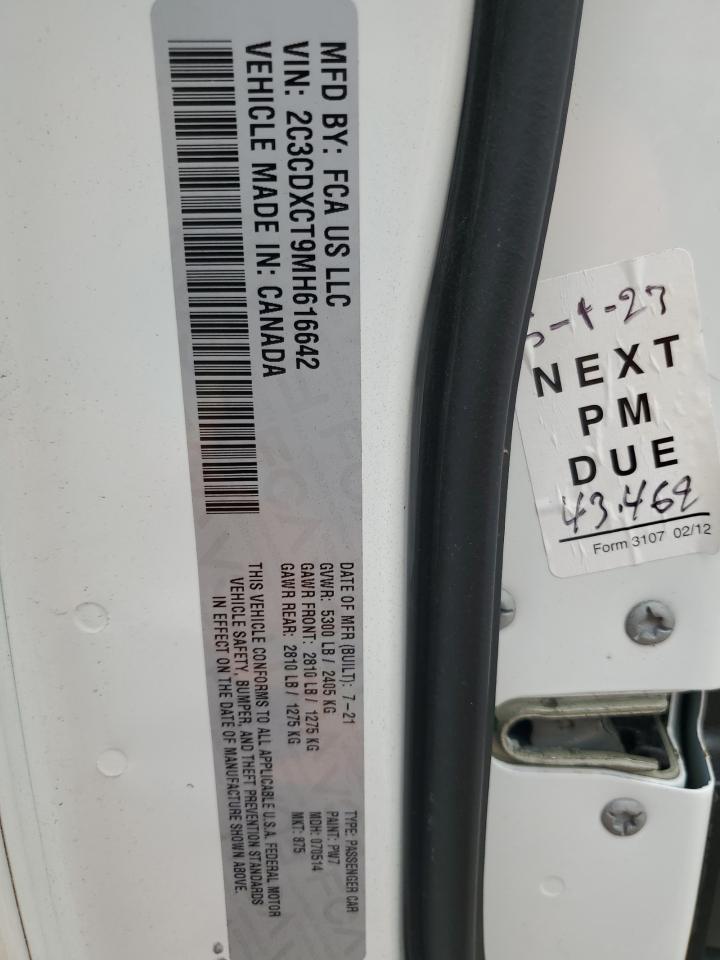 MFD BY: FCA US LLC
VIN: 2C3CDXCT9MH616642
VEHICLE MADE IN: CANADA
DATE OF MFR (BUILT): 7-21
GVWR: 5300 LB / 2405 KG
GAWR FRONT: 2810 LB / 1275 KG
GAWR REAR: 2810 LB / 1275 KG
THIS VEHICLE CONFORMS TO ALL APPLICABLE U.S.A. FEDERAL MOTOR
VEHICLE SAFETY, BUMPER, AND THEFT PREVENTION STANDARDS
IN EFFECT ON THE DATE OF MANUFACTURE SHOWN ABOVE.
TYPE: PASSENGER CAR
PAINT: PW7
MDH: 070514
MKT: 875
NEXT
PM
DUE
43.469
Form 3107 02/12